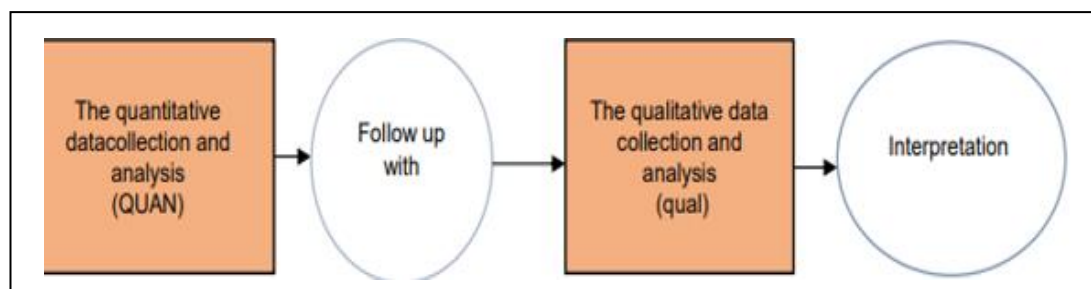 The quantitative
datacollection and
analysis
(QUAN)
Follow up
with
The qualitative data
collection and
analysis
(qual)
Interpretation